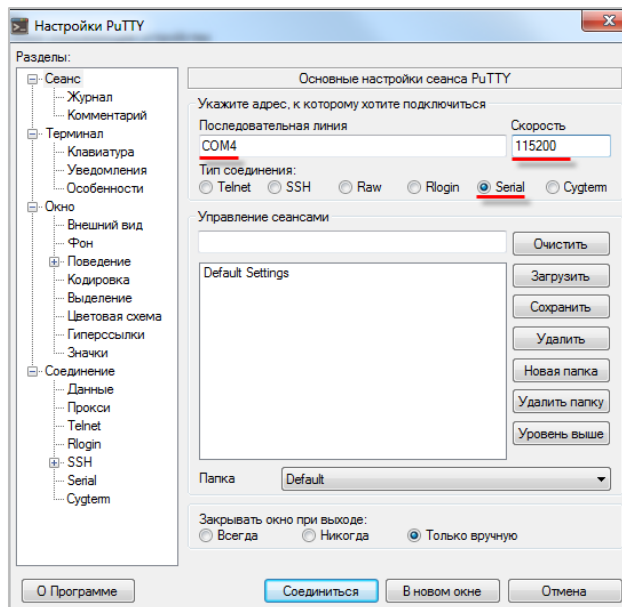 Настройки PuTTY
Разделы:
Сеанс
Журнал
Комментарий
Терминал
Клавиатура
Уведомления
Особенности
Окно
Внешний вид
Фон
Поведение
Кодировка
Выделение
Цветовая схема
Гиперссылки
Значки
Соединение
Данные
Прокси
Telnet
Rlogin
SSH
Serial
Cygterm
Основные настройки сеанса PuTTY
Укажите адрес, к которому хотите подключиться
Последовательная линия Скорость
COM4 115200
Тип соединения:
Telnet SSH Raw Rlogin Serial Cygterm
Управление сеансами
Очистить
Default Settings
Загрузить
Сохранить
Удалить
Новая папка
Удалить папку
Уровень выше
Папка Default
Закрывать окно при выходе:
Всегда Никогда Только вручную
О Программе Соединиться В новом окне Отмена